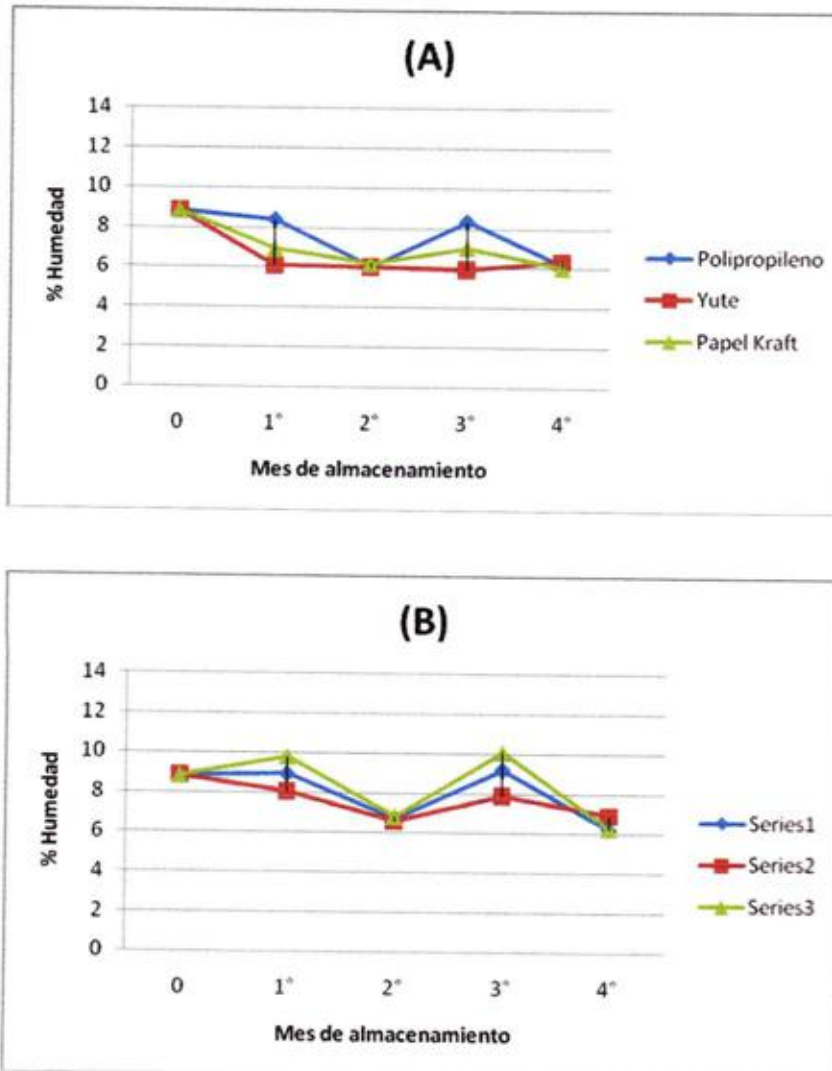 (A)
14
12
10
8
6
4
2
0
% Humedad
0 1° 2° 3° 4°
Mes de almacenamiento
Polipropileno
Yute
Papel Kraft
(B)
14
12
10
8
6
4
2
0
% Humedad
0 1° 2° 3° 4°
Mes de almacenamiento
Series1
Series2
Series3